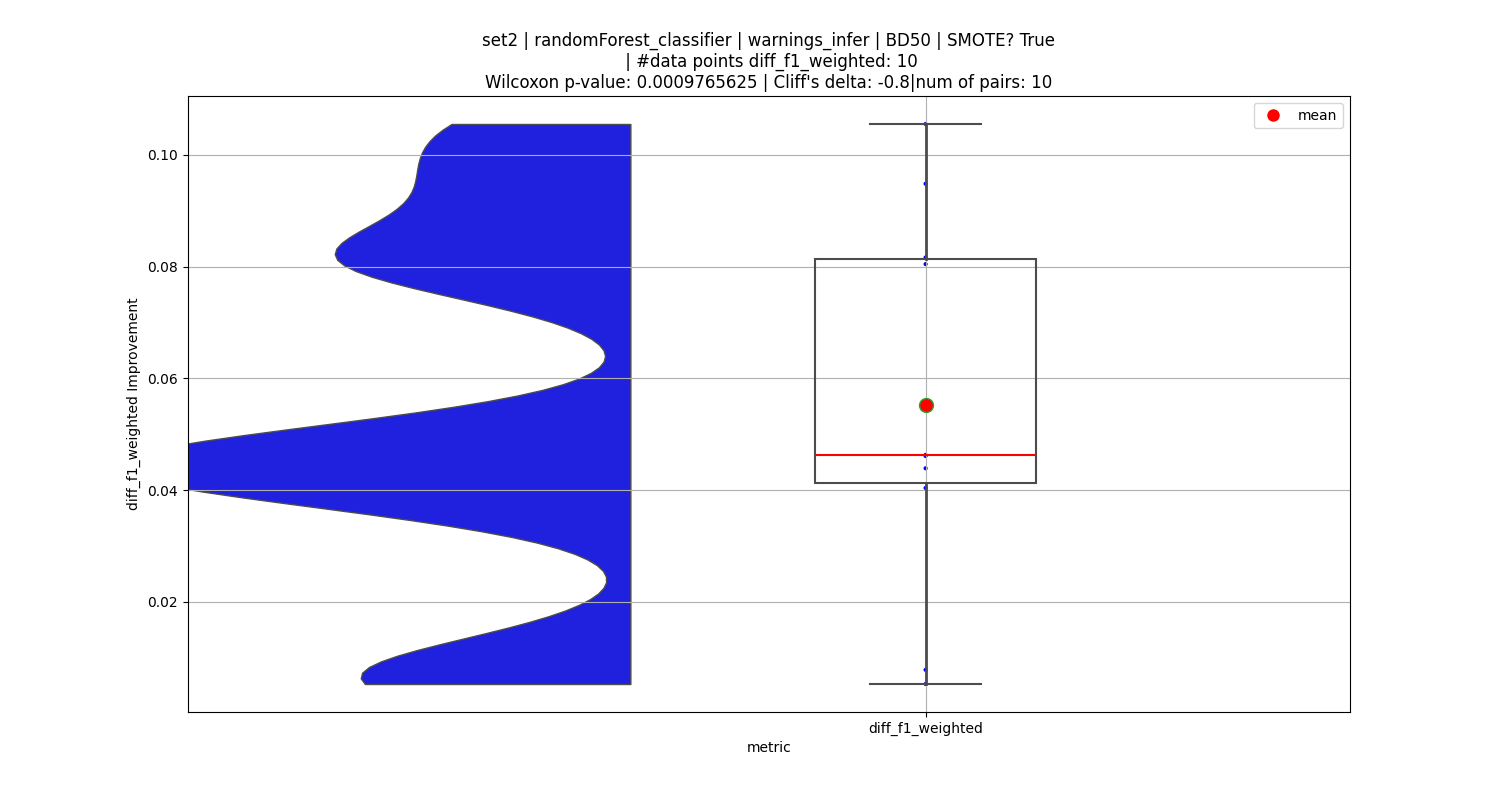 set2 | randomForest_classifier | warnings_infer | BD50 | SMOTE? True
| #data points diff_f1_weighted: 10
Wilcoxon p-value: 0.0009765625 | Cliff's delta: -0.8|num of pairs: 10
mean
0.10
0.08
0.06
0.04
0.02
diff_f1_weighted Improvement
diff_f1_weighted
metric